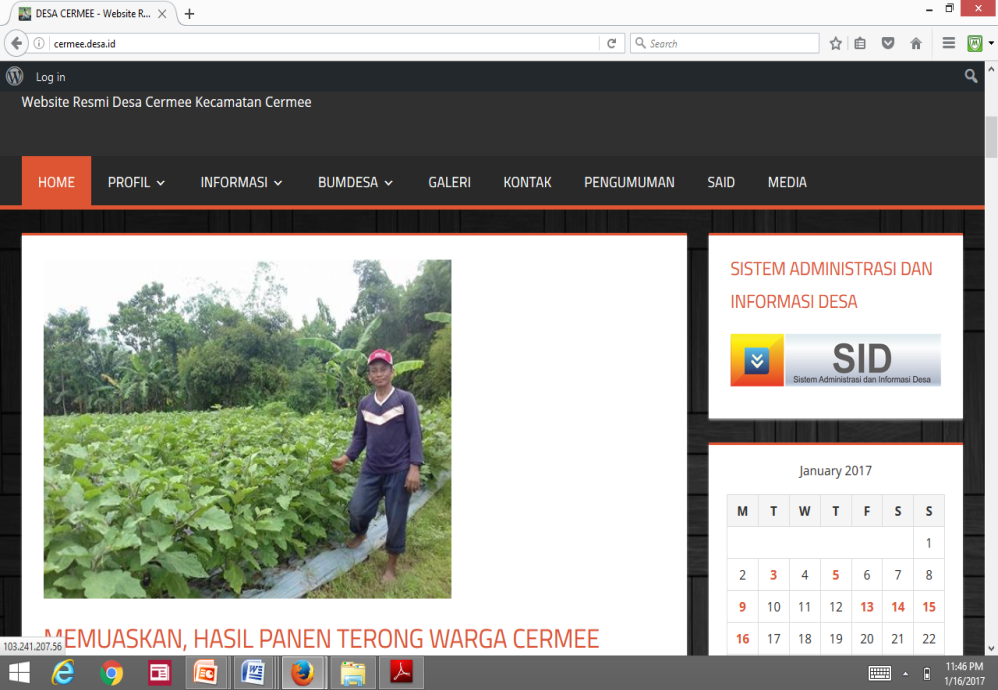 DESA CERMEE - Website R...
cermee.desa.id
Search
Log in
Website Resmi Desa Cermee Kecamatan Cermee
HOME PROFIL INFORMASI BUMDESA GALERI KONTAK PENGUMUMAN SAID MEDIA
SISTEM ADMINISTRASI DAN
INFORMASI DESA
SID
Sistem Administrasi dan Informasi Desa
January 2017
M T W T F S S
1
2 3 4 5 6 7 8
9 10 11 12 13 14 15
16 17 18 19 20 21 22
MEMUASKAN, HASIL PANEN TERONG WARGA CERMEE
103.241.207.56
11:46 PM
1/16/2017